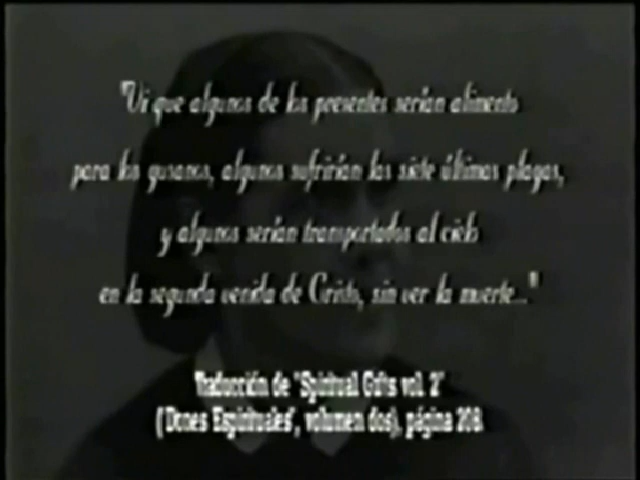 "Vi que algunos de los presentes serían alimento
para los gusanos, algunos sufrirían las siete últimas plagas,
y algunos serían transportados al cielo
en la segunda venida de Cristo, sin ver la muerte..."
Traducción de "Spiritual Gifts vol. 2"
('Dones Espirituales', volumen dos), página 208.